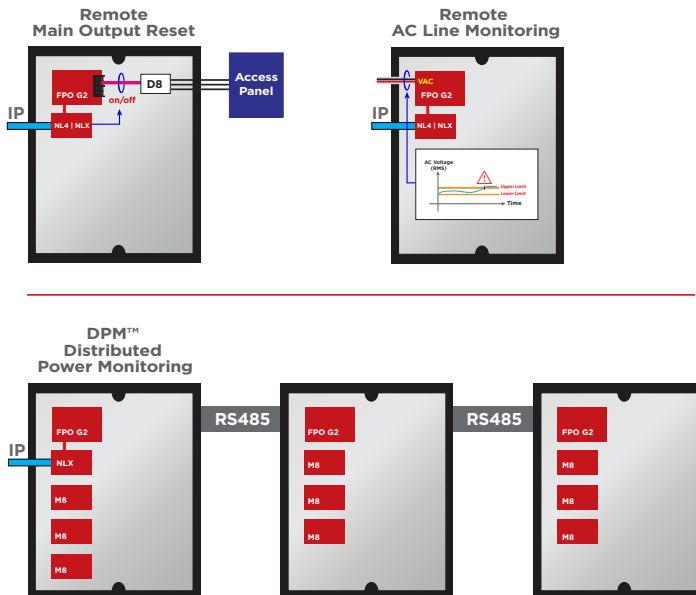 Remote
Main Output Reset
FPO G2
on/off
D8
Access
Panel
IP
NL4 | NLX
Remote
AC Line Monitoring
VAC
FPO G2
IP
NL4 | NLX
AC Voltage
(RMS)
Upper Limit
Lower Limit
Time
DPM™
Distributed
Power Monitoring
FPO G2
IP
NLX
M8
M8
M8
RS485
FPO G2
M8
M8
M8
RS485
FPO G2
M8
M8
M8